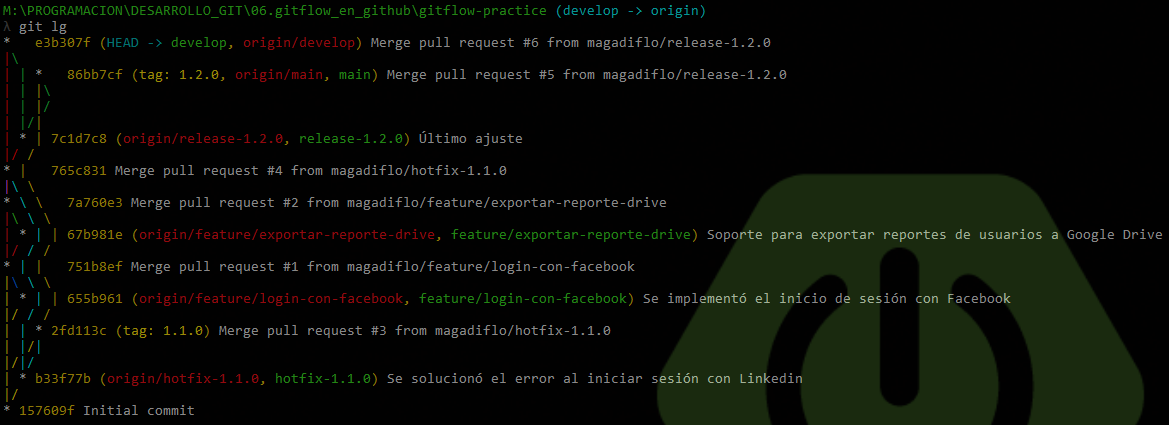 M:\PROGRAMACION\DESARROLLO_GIT\06.gitflow_en_github\gitflow-practice (develop -> origin)
λ git lg
*   e3b307f (HEAD -> develop, origin/develop) Merge pull request #6 from magadiflo/release-1.2.0
|\
| | *   86bb7cf (tag: 1.2.0, origin/main, main) Merge pull request #5 from magadiflo/release-1.2.0
| | |\
| | |/
| |/|
| * | 7c1d7c8 (origin/release-1.2.0, release-1.2.0) Último ajuste
|/ /
* |   765c831 Merge pull request #4 from magadiflo/hotfix-1.1.0
|\ \
* \ \   7a760e3 Merge pull request #2 from magadiflo/feature/exportar-reporte-drive
|\ \ \
| * | | 67b981e (origin/feature/exportar-reporte-drive, feature/exportar-reporte-drive) Soporte para exportar reportes de usuarios a Google Drive
|/ / /
* | |   751b8ef Merge pull request #1 from magadiflo/feature/login-con-facebook
|\ \ \
| * | | 655b961 (origin/feature/login-con-facebook, feature/login-con-facebook) Se implementó el inicio de sesión con Facebook
|/ / /
| | * 2fd113c (tag: 1.1.0) Merge pull request #3 from magadiflo/hotfix-1.1.0
| |/|
|/|/
| * b33f77b (origin/hotfix-1.1.0, hotfix-1.1.0) Se solucionó el error al iniciar sesión con Linkedin
|/
* 157609f Initial commit